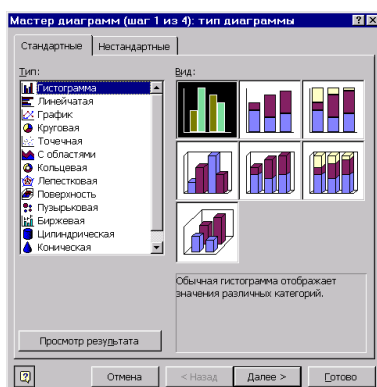 Мастер диаграмм (шаг 1 из 4): тип диаграммы
Стандартные Нестандартные
Тип:
Гистограмма
Линейчатая
График
Круговая
Точечная
С областями
Кольцевая
Лепестковая
Поверхность
Пузырьковая
Биржевая
Цилиндрическая
Коническая
Вид:
Обычная гистограмма отображает
значения различных категорий.
Просмотр результата
Отмена < Назад Далее > Готово